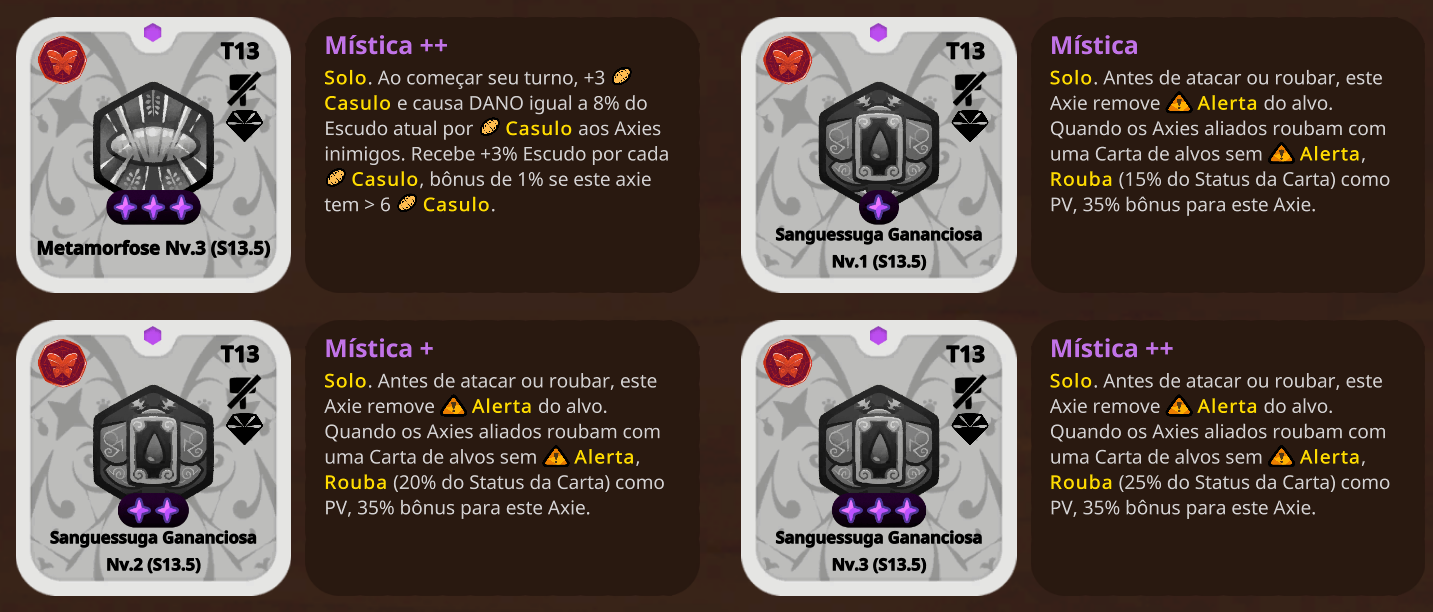 T13
Metamorfose Nv.3 (S13.5)
Mística ++
Solo. Ao começar seu turno, +3
Casulo e causa DANO igual a 8% do
Escudo atual por Casulo aos Axies
inimigos. Recebe +3% Escudo por cada
Casulo, bônus de 1% se este axie
tem > 6 Casulo.
T13
Sanguessuga Gananciosa
Nv.1 (S13.5)
Mística
Solo. Antes de atacar ou roubar, este
Axie remove Alerta do alvo.
Quando os Axies aliados roubam com
uma Carta de alvos sem Alerta,
Rouba (15% do Status da Carta) como
PV, 35% bônus para este Axie.
T13
Sanguessuga Gananciosa
Nv.2 (S13.5)
Mística +
Solo. Antes de atacar ou roubar, este
Axie remove Alerta do alvo.
Quando os Axies aliados roubam com
uma Carta de alvos sem Alerta,
Rouba (20% do Status da Carta) como
PV, 35% bônus para este Axie.
T13
Sanguessuga Gananciosa
Nv.3 (S13.5)
Mística ++
Solo. Antes de atacar ou roubar, este
Axie remove Alerta do alvo.
Quando os Axies aliados roubam com
uma Carta de alvos sem Alerta,
Rouba (25% do Status da Carta) como
PV, 35% bônus para este Axie.